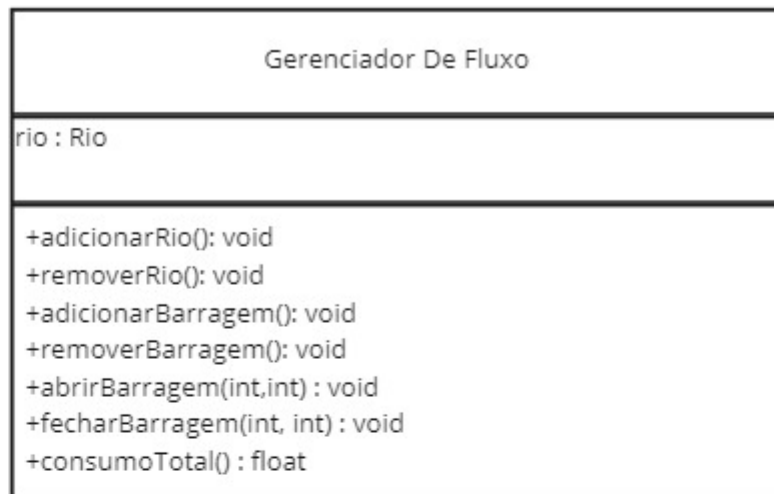 Gerenciador De Fluxo
rio : Rio
+adicionarRio(): void
+removerRio(): void
+adicionarBarragem(): void
+removerBarragem(): void
+abrirBarragem(int,int) : void
+fecharBarragem(int, int) : void
+consumoTotal() : float